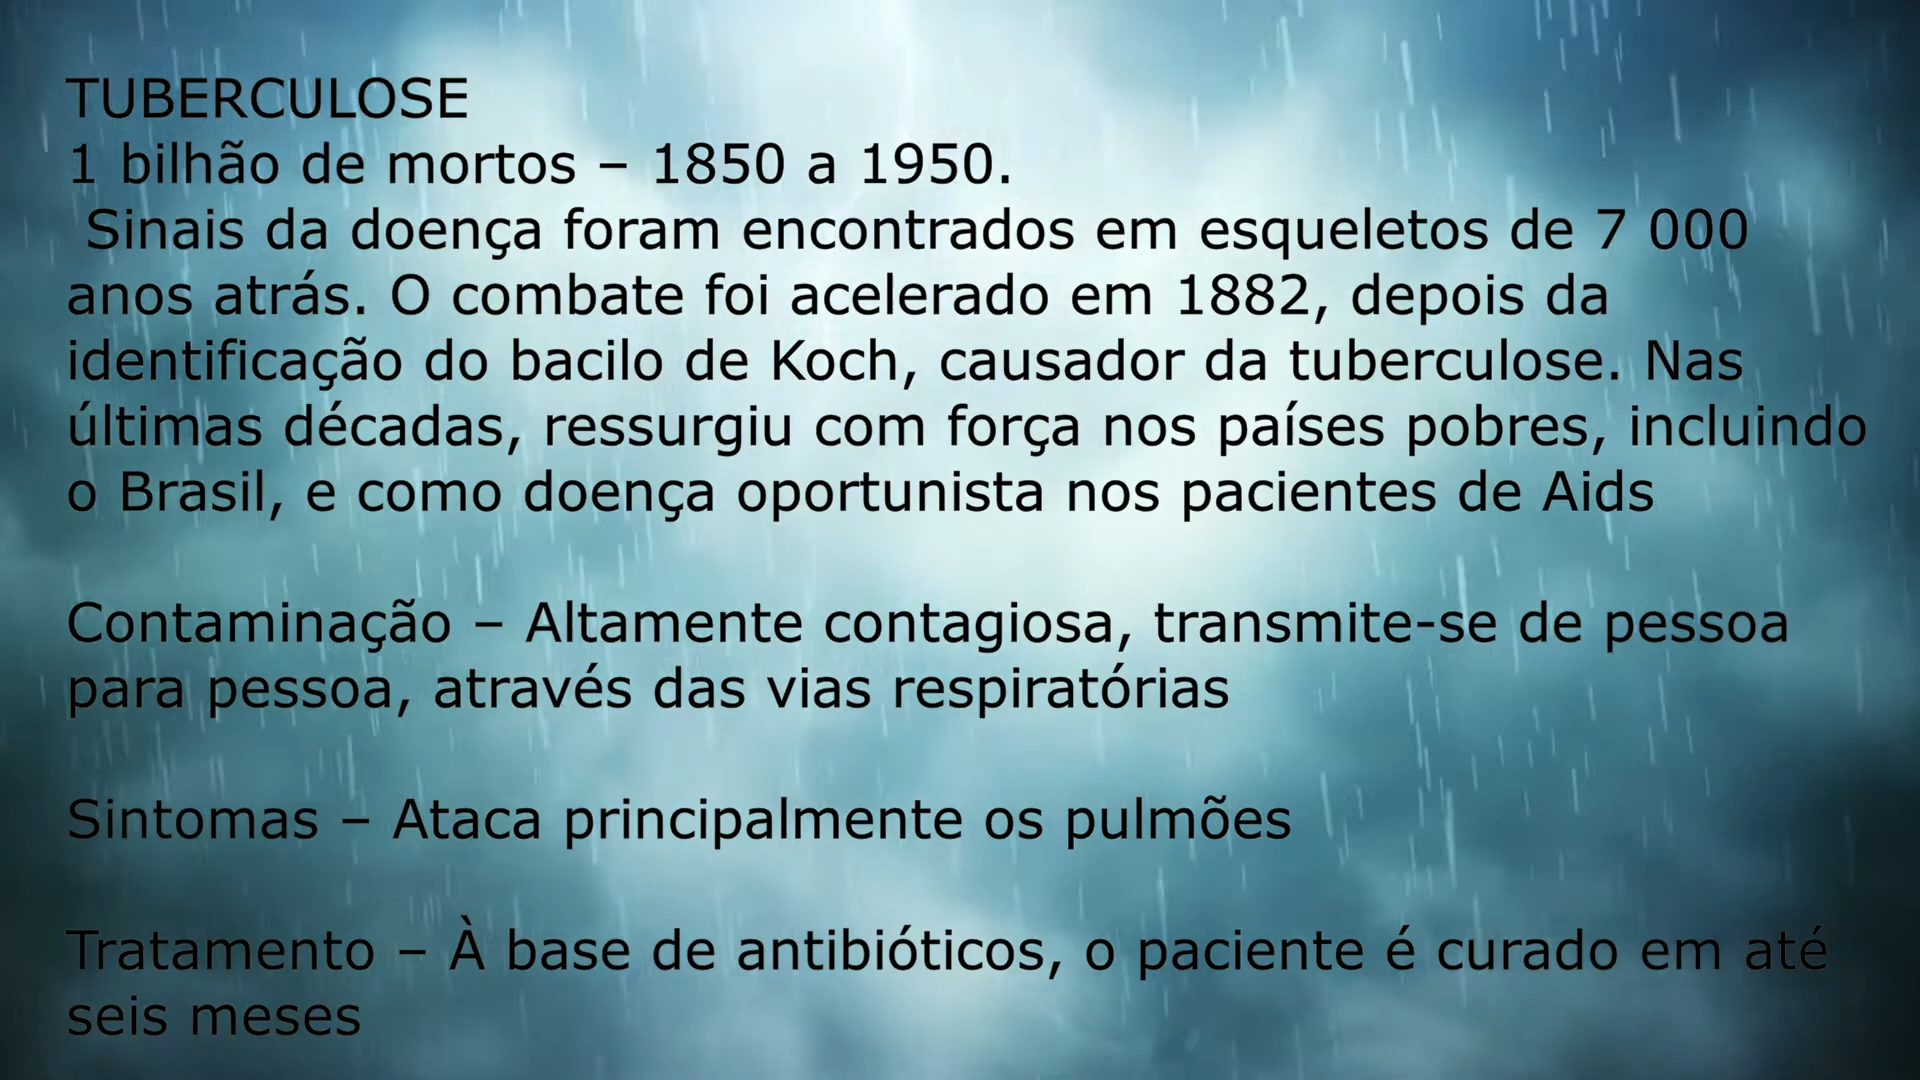 TUBERCULOSE
1 bilhão de mortos – 1850 a 1950.
Sinais da doença foram encontrados em esqueletos de 7 000
anos atrás. O combate foi acelerado em 1882, depois da
identificação do bacilo de Koch, causador da tuberculose. Nas
últimas décadas, ressurgiu com força nos países pobres, incluindo
o Brasil, e como doença oportunista nos pacientes de Aids
Contaminação – Altamente contagiosa, transmite-se de pessoa
para pessoa, através das vias respiratórias
Sintomas – Ataca principalmente os pulmões
Tratamento – À base de antibióticos, o paciente é curado em até
seis meses